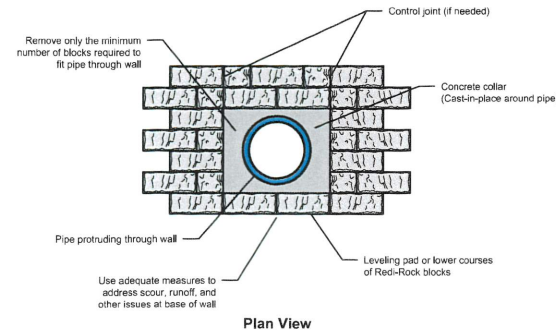 Control joint (if needed)
Remove only the minimum
number of blocks required to
fit pipe through wall
Concrete collar
(Cast-in-place around pipe
Pipe protruding through wall
Leveling pad or lower courses
of Redi-Rock blocks
Use adequate measures to
address scour, runoff, and
other issues at base of wall
Plan View